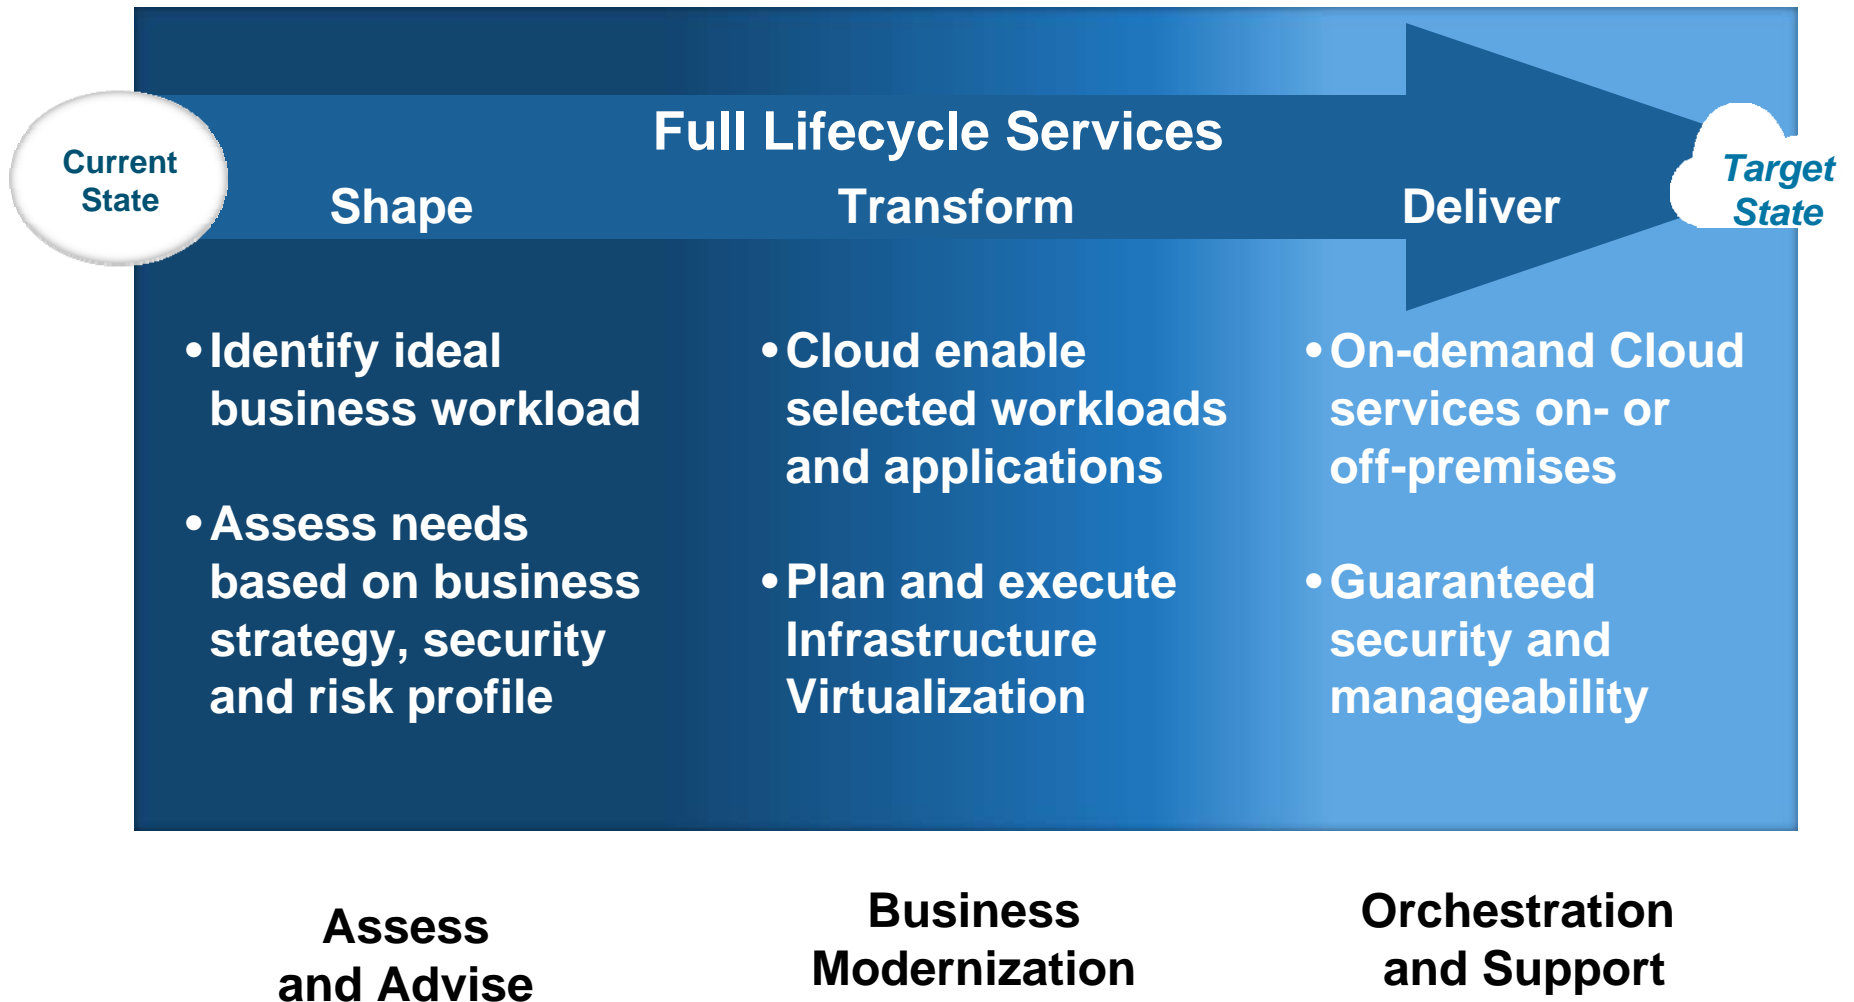 Full Lifecycle Services
Current
State
Target
State
Shape
Transform
Deliver
•Identify ideal
business workload
•Assess needs
based on business
strategy, security
and risk profile
•Cloud enable
selected workloads
and applications
•Plan and execute
Infrastructure
Virtualization
•On-demand Cloud
services on- or
off-premises
•Guaranteed
security and
manageability
Assess
and Advise
Business
Modernization
Orchestration
and Support